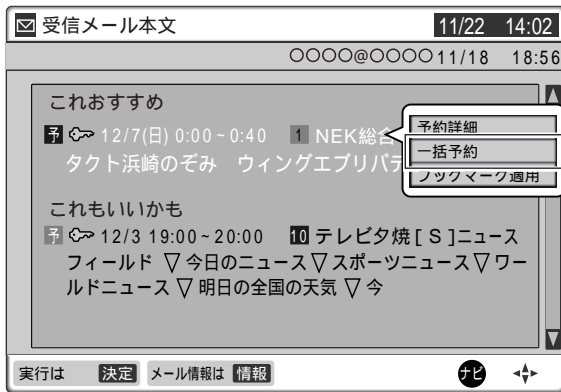 受信メール本文 11/22 14:02
○○○○@○○○○ 11/18 18:56
これおすすめ
予 12/7(日) 0:00~0:40 1 NEK総合
タクト浜崎のぞみ ウィングエブリバデ
予約詳細
一括予約
ブックマーク適用
これもいいかも
予 12/3 19:00~20:00 10 テレビタ焼[S]ニュース
フィールド ▽今日のニュース▽スポーツニュース▽ワー
ルドニュース▽明日の全国の天気▽今
実行は 決定 メール情報は 情報 ナビ